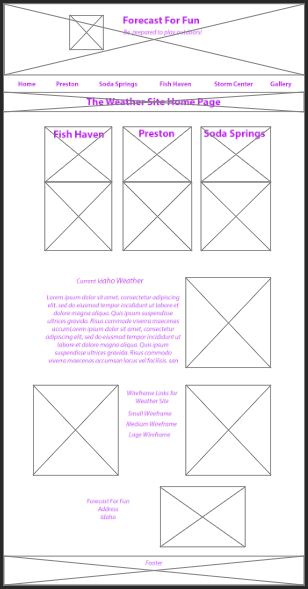 Forecast For Fun
Be prepared to play outdoors!
Home Preston Soda Springs Fish Haven Storm Center Gallery
The Weather Site Home Page
Fish Haven Preston Soda Springs
Current Idaho Weather
Lorem ipsum dolor sit amet, consectetur adipiscing
elit, sed do eiusmod tempor incididunt ut labore et
dolore magna aliqua. Quis ipsum suspendisse
ultrices gravida. Risus commodo viverra maecenas
accumLorem ipsum dolor sit amet, consectetur
adipiscing elit, sed do eiusmod tempor incididunt ut
labore et dolore magna aliqua. Quis ipsum
suspendisse ultrices gravida. Risus commodo
viverra maecenas accumsan lacus vel facilisis. san
Wireframe Links for
Weather Site
Small Wireframe
Medium Wireframe
Large Wireframe
Forecast For Fun
Address
Idaho
Footer